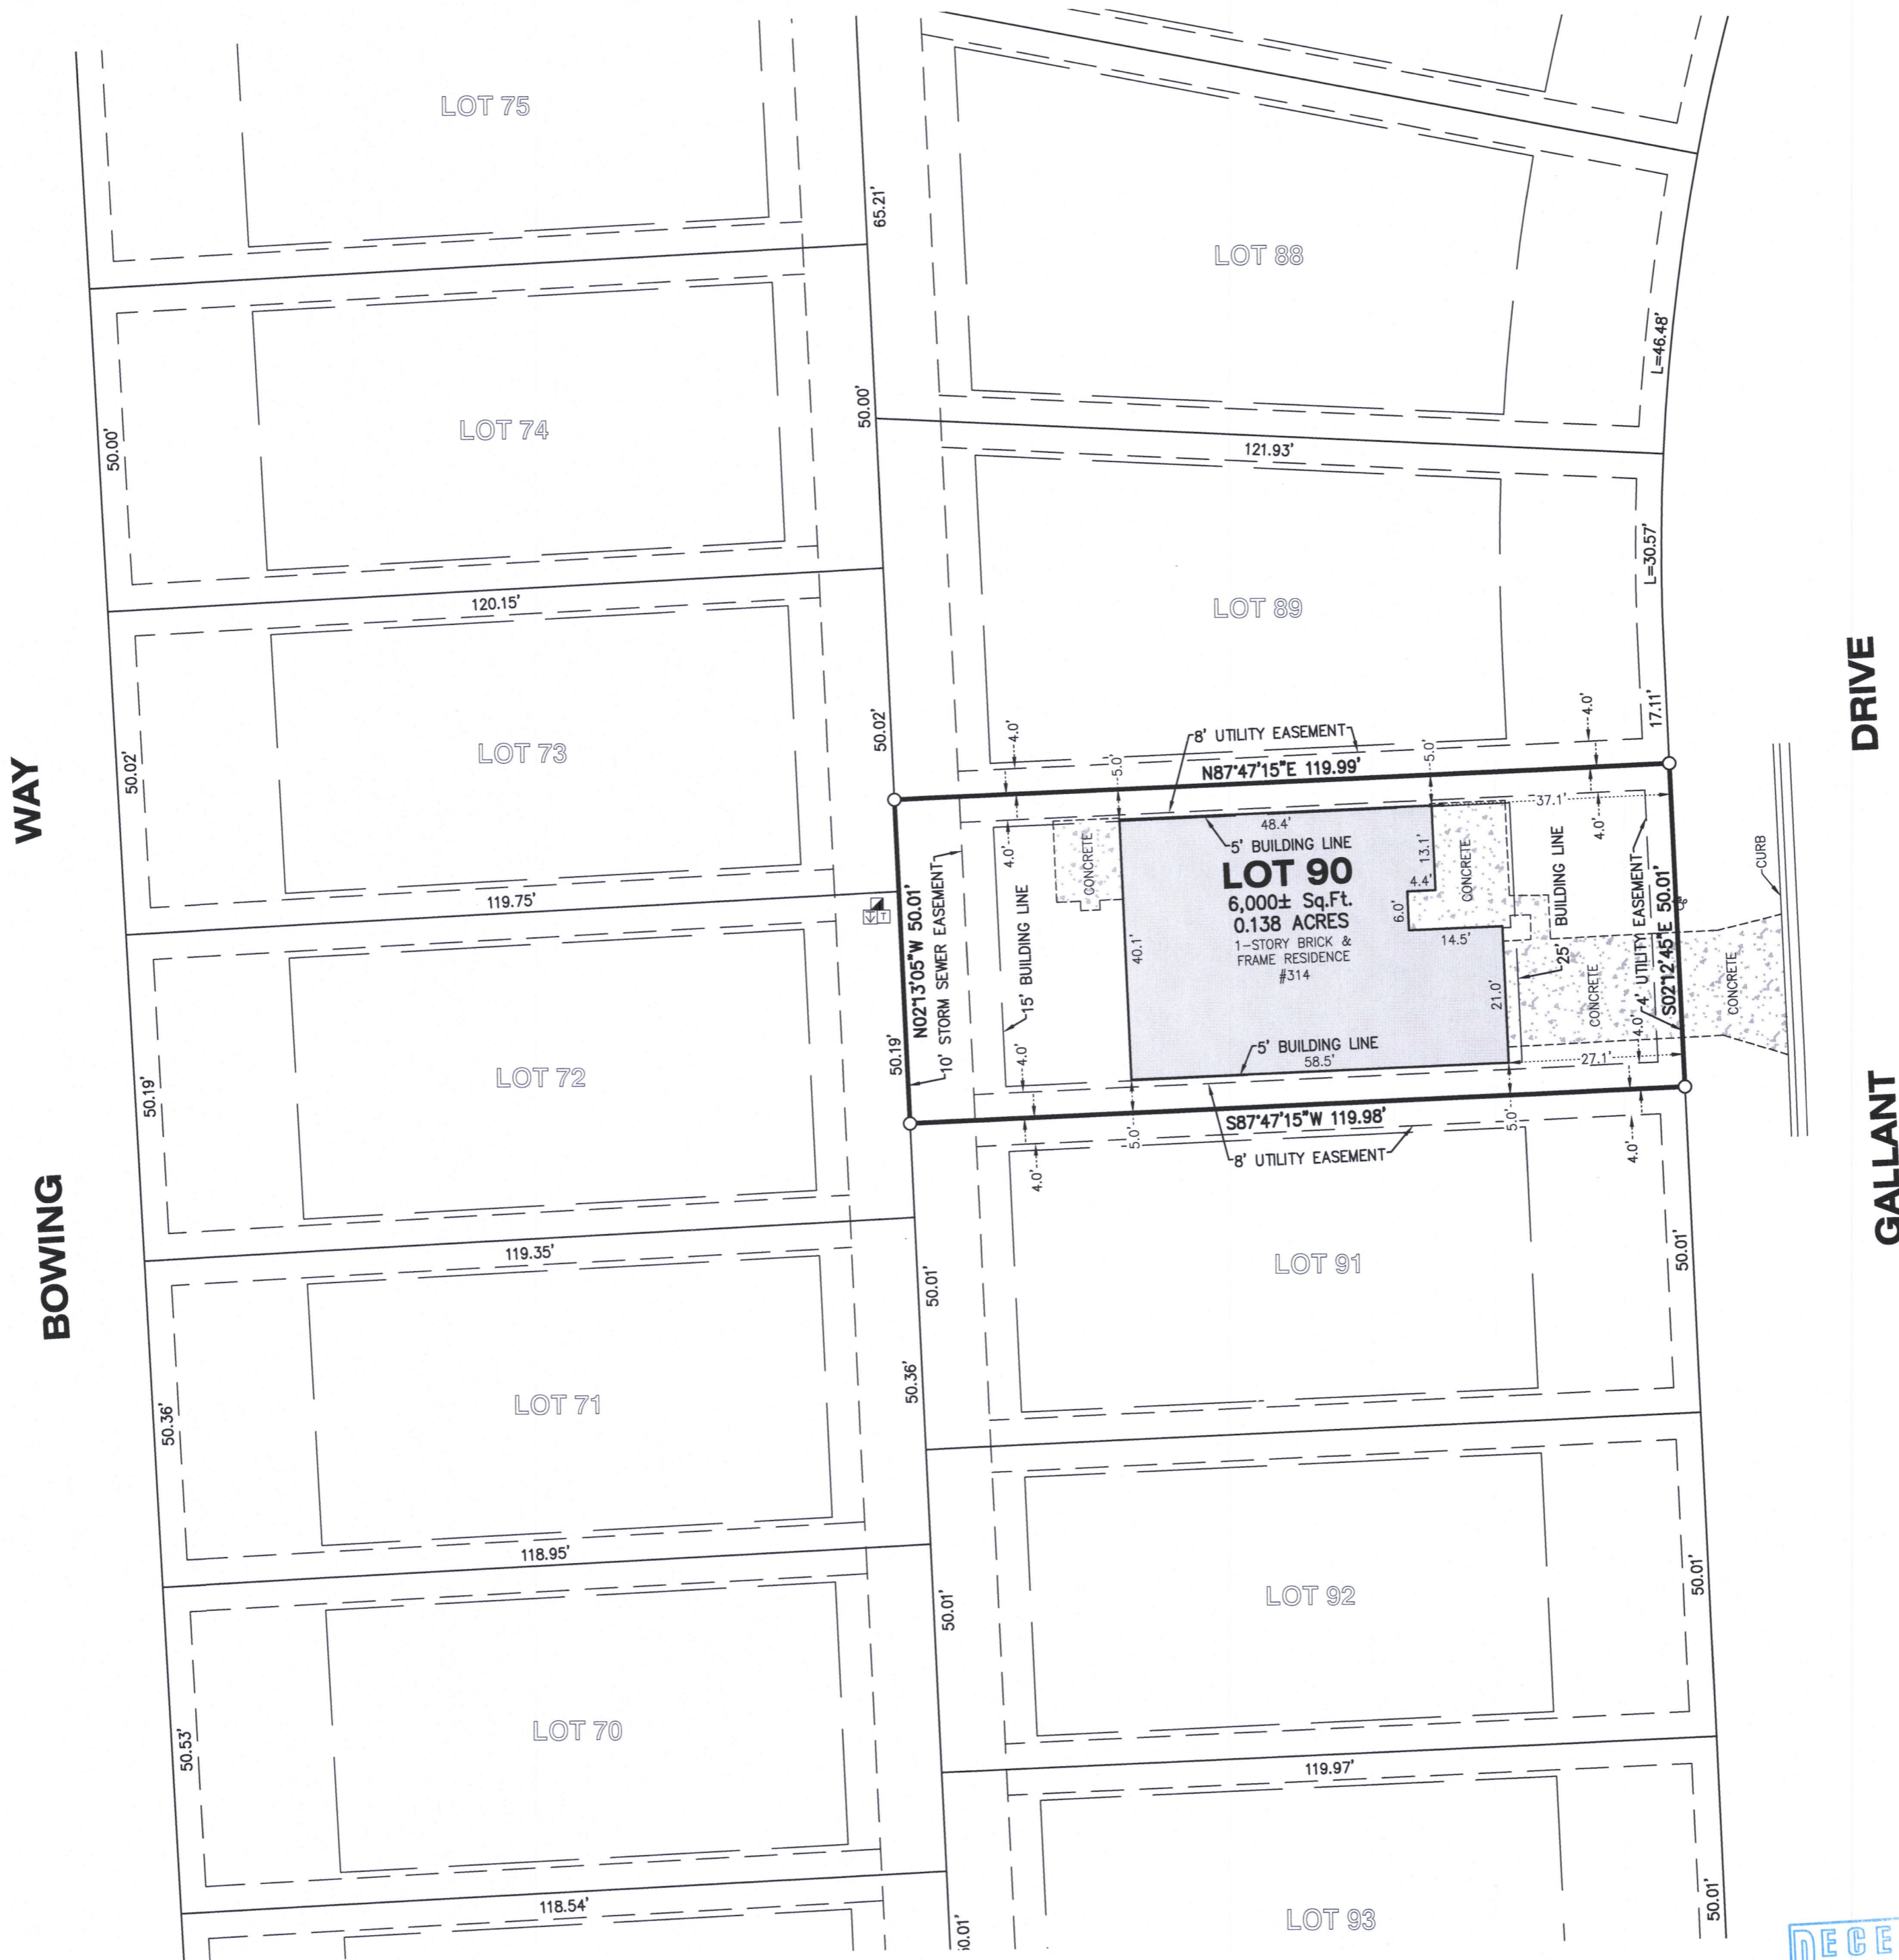 LOT 75
65.21'
LOT 88
L=46.48'
LOT 74
50.00'
50.00'
121.93'
120.15'
LOT 89
L=30.57'
17.11'
LOT 73
50.02'
50.02'
119.75'
WAY
BOWING
DRIVE
GALLANT
4.0'
5.0'
8' UTILITY EASEMENT
5.0'
4.0'
N87°47'15"E 119.99'
37.1'
4.0'
4.0'
48.4'
5' BUILDING LINE
LOT 90
6,000± Sq.Ft.
0.138 ACRES
1-STORY BRICK &
FRAME RESIDENCE
#314
13.1'
4.4'
6.0'
14.5'
21.0'
40.1'
CONCRETE
CONCRETE
CONCRETE
CONCRETE
25' BUILDING LINE
4' UTILITY EASEMENT
S02°12'45"E 50.01'
CURB
N02°13'05"W 50.01'
10' STORM SEWER EASEMENT
15' BUILDING LINE
T
4.0'
5' BUILDING LINE
58.5'
27.1'
4.0'
S87°47'15"W 119.98'
5.0'
5.0'
8' UTILITY EASEMENT
4.0'
4.0'
LOT 72
50.19'
50.19'
119.35'
LOT 91
50.01'
50.01'
LOT 71
50.36'
50.36'
118.95'
LOT 92
50.01'
50.01'
119.97'
LOT 70
50.53'
118.54'
LOT 93
50.01'
50.01'